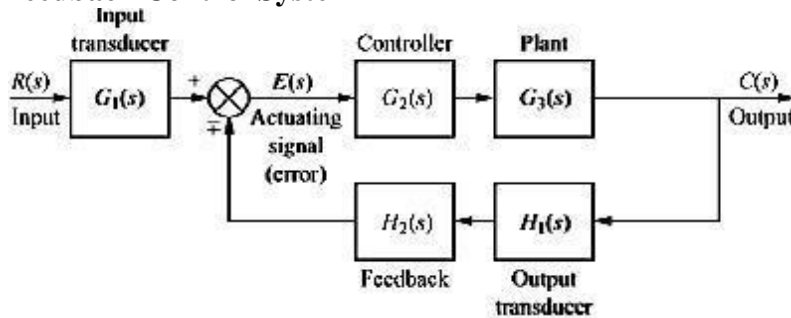 Input
transducer
Controller
Plant
R(s)
G₁(s)
+
E(s)
G₂(s)
G₃(s)
C(s)
Input
∓
Actuating
signal
(error)
Output
H₂(s)
H₁(s)
Feedback
Output
transducer